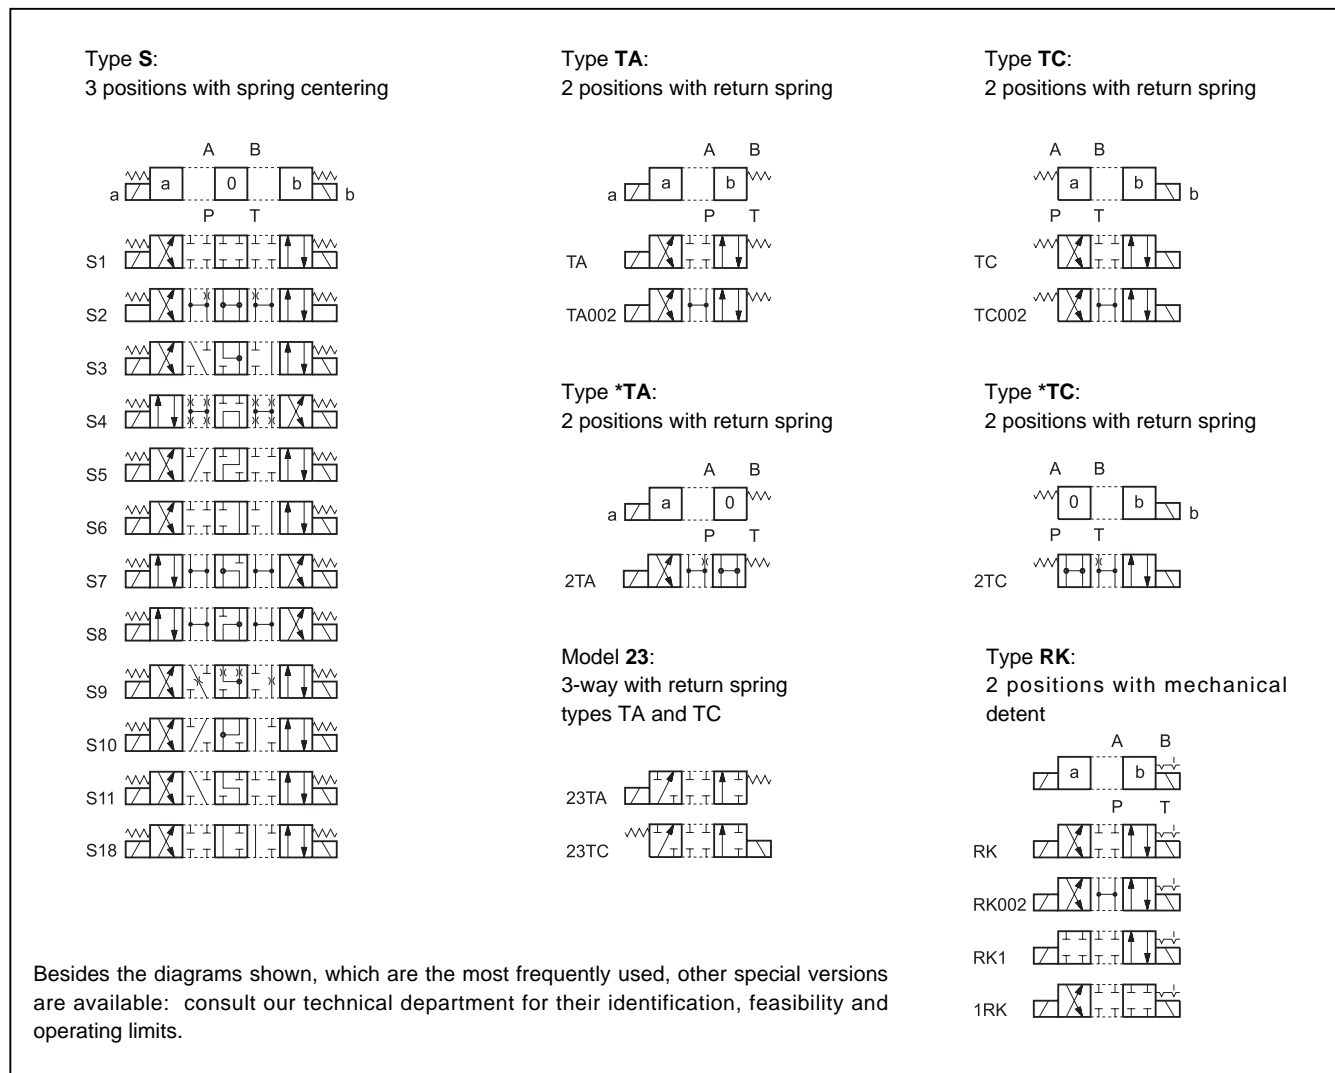 Type S:
3 positions with spring centering
A B
a a 0 b b
P T
S1
S2
S3
S4
S5
S6
S7
S8
S9
S10
S11
S18
Type TA:
2 positions with return spring
A B
a a b
P T
TA
TA002
Type TC:
2 positions with return spring
A B
a b b
P T
TC
TC002
Type *TA:
2 positions with return spring
A B
a a 0
P T
2TA
Type *TC:
2 positions with return spring
A B
0 b b
P T
2TC
Model 23:
3-way with return spring
types TA and TC
23TA
23TC
Type RK:
2 positions with mechanical
detent
A B
a b
P T
RK
RK002
RK1
1RK
Besides the diagrams shown, which are the most frequently used, other special versions
are available: consult our technical department for their identification, feasibility and
operating limits.